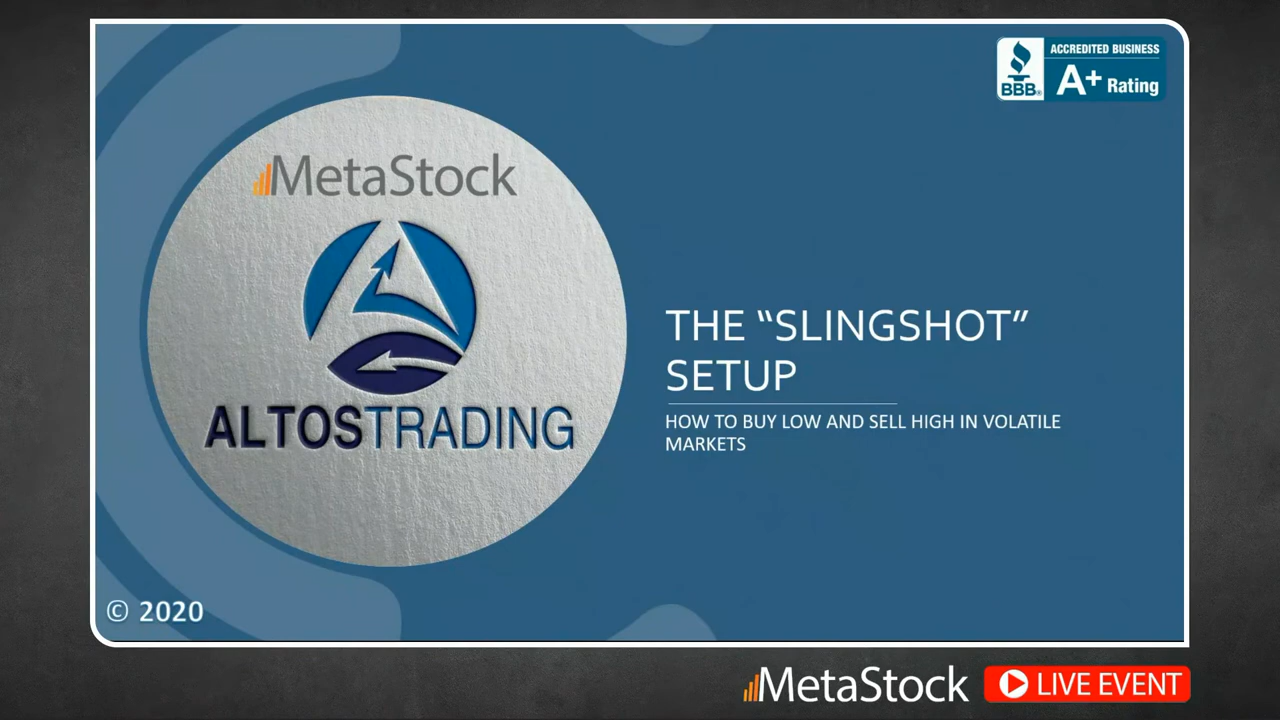 ACCREDITED BUSINESS
BBB®
A+ Rating
MetaStock
ALTOSTRADING
THE “SLINGSHOT”
SETUP
HOW TO BUY LOW AND SELL HIGH IN VOLATILE
MARKETS
© 2020
MetaStock LIVE EVENT